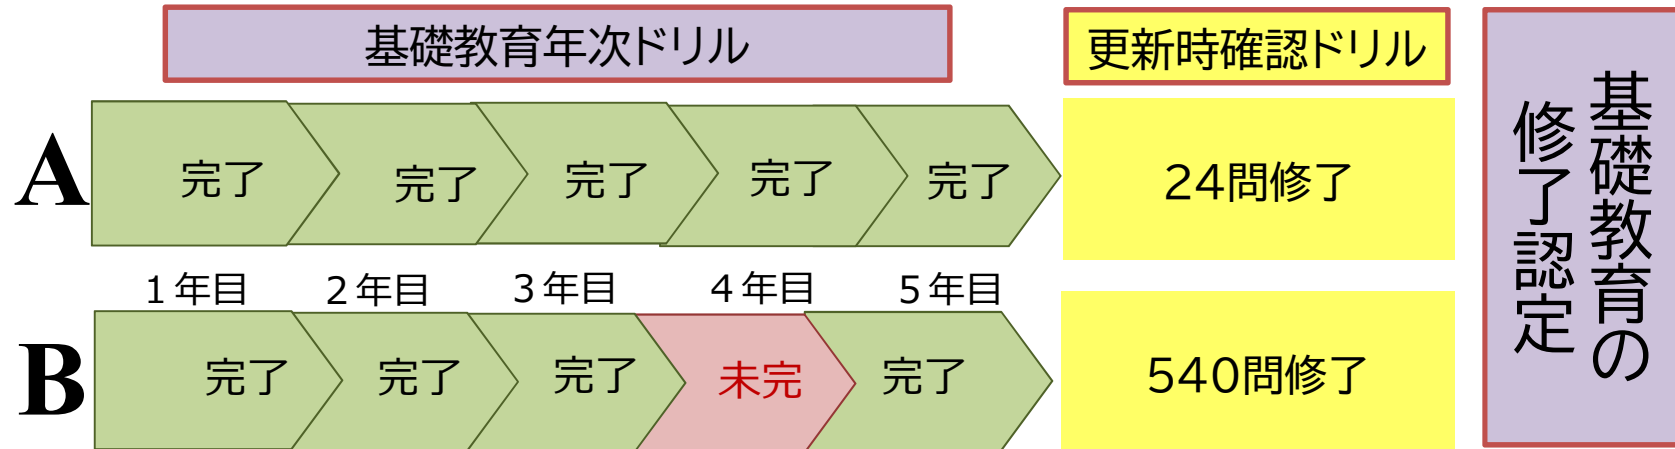 基礎教育年次ドリル
更新時確認ドリル
基礎教育の
修了認定
A
完了
完了
完了
完了
完了
24問修了
1年目
2年目
3年目
4年目
5年目
B
完了
完了
完了
未完
完了
540問修了